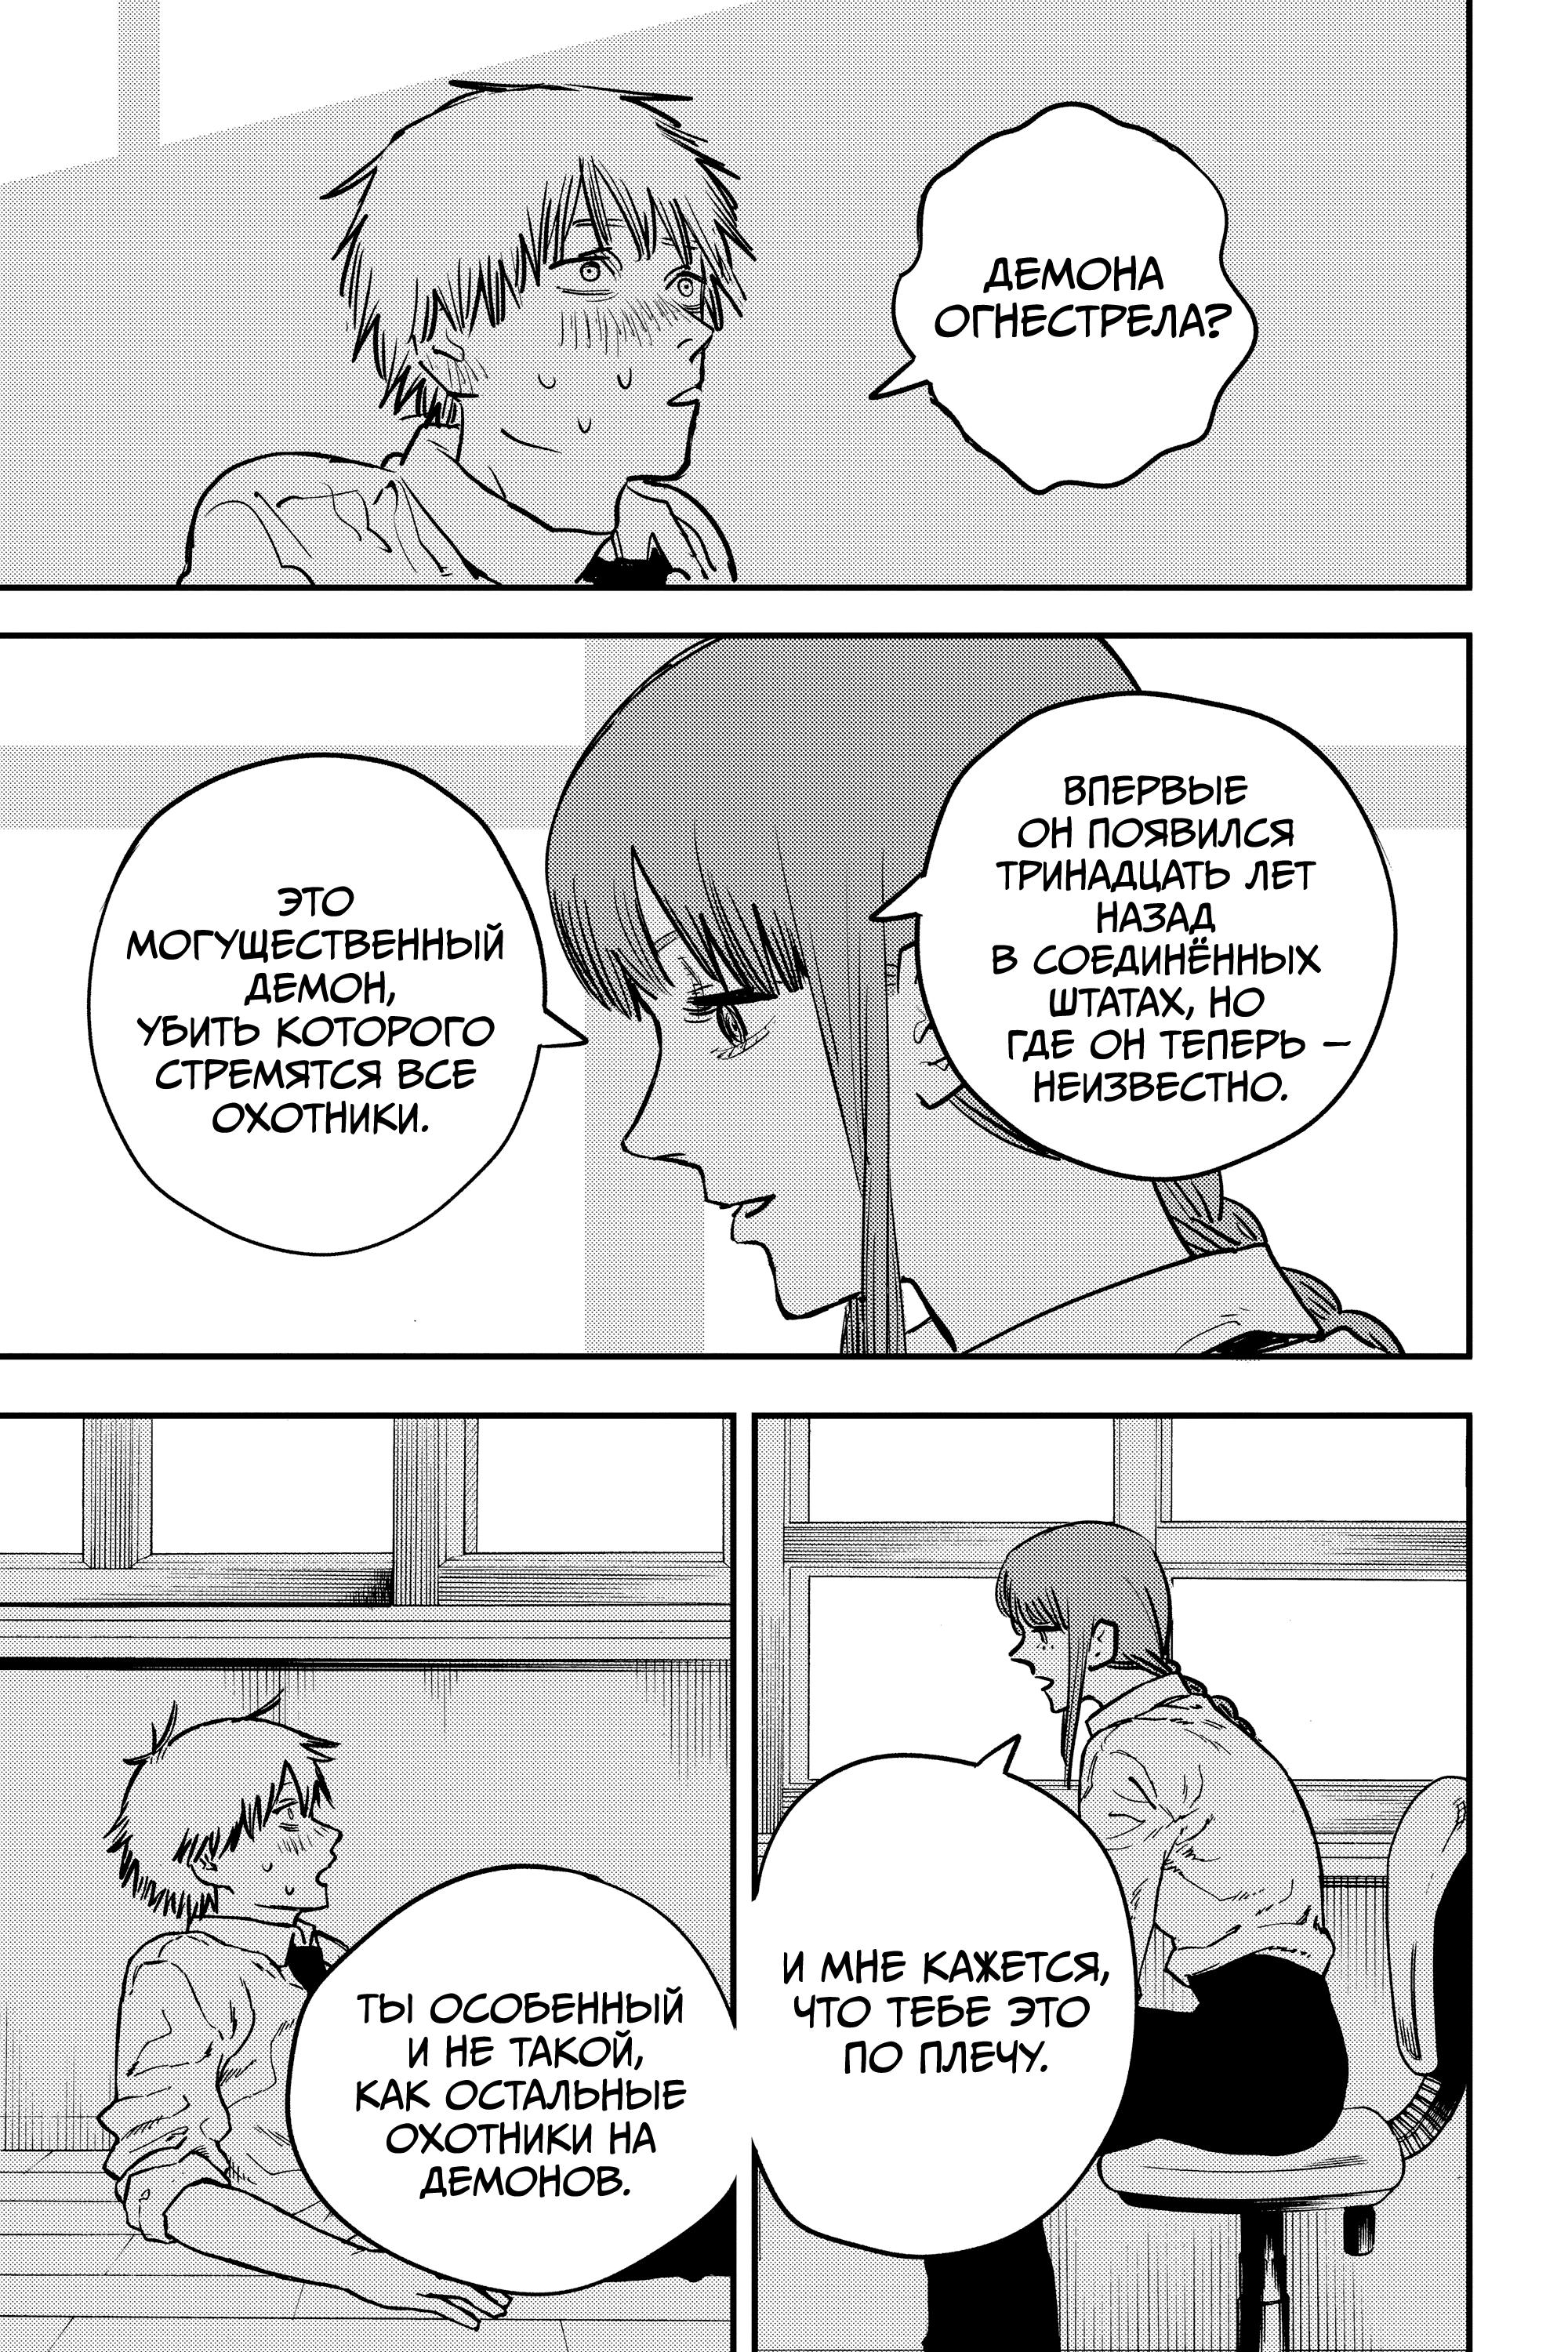 ДЕМОНА
ОГНЕСТРЕЛА?
ВПЕРВЫЕ
ОН ПОЯВИЛСЯ
ТРИНАДЦАТЬ ЛЕТ
НАЗАД
В СОЕДИНЁННЫХ
ШТАТАХ, НО
ГДЕ ОН ТЕПЕРЬ —
НЕИЗВЕСТНО.
ЭТО
МОГУЩЕСТВЕННЫЙ
ДЕМОН,
УБИТЬ КОТОРОГО
СТРЕМЯТСЯ ВСЕ
ОХОТНИКИ.
И МНЕ КАЖЕТСЯ,
ЧТО ТЕБЕ ЭТО
ПО ПЛЕЧУ.
ТЫ ОСОБЕННЫЙ
И НЕ ТАКОЙ,
КАК ОСТАЛЬНЫЕ
ОХОТНИКИ НА
ДЕМОНОВ.